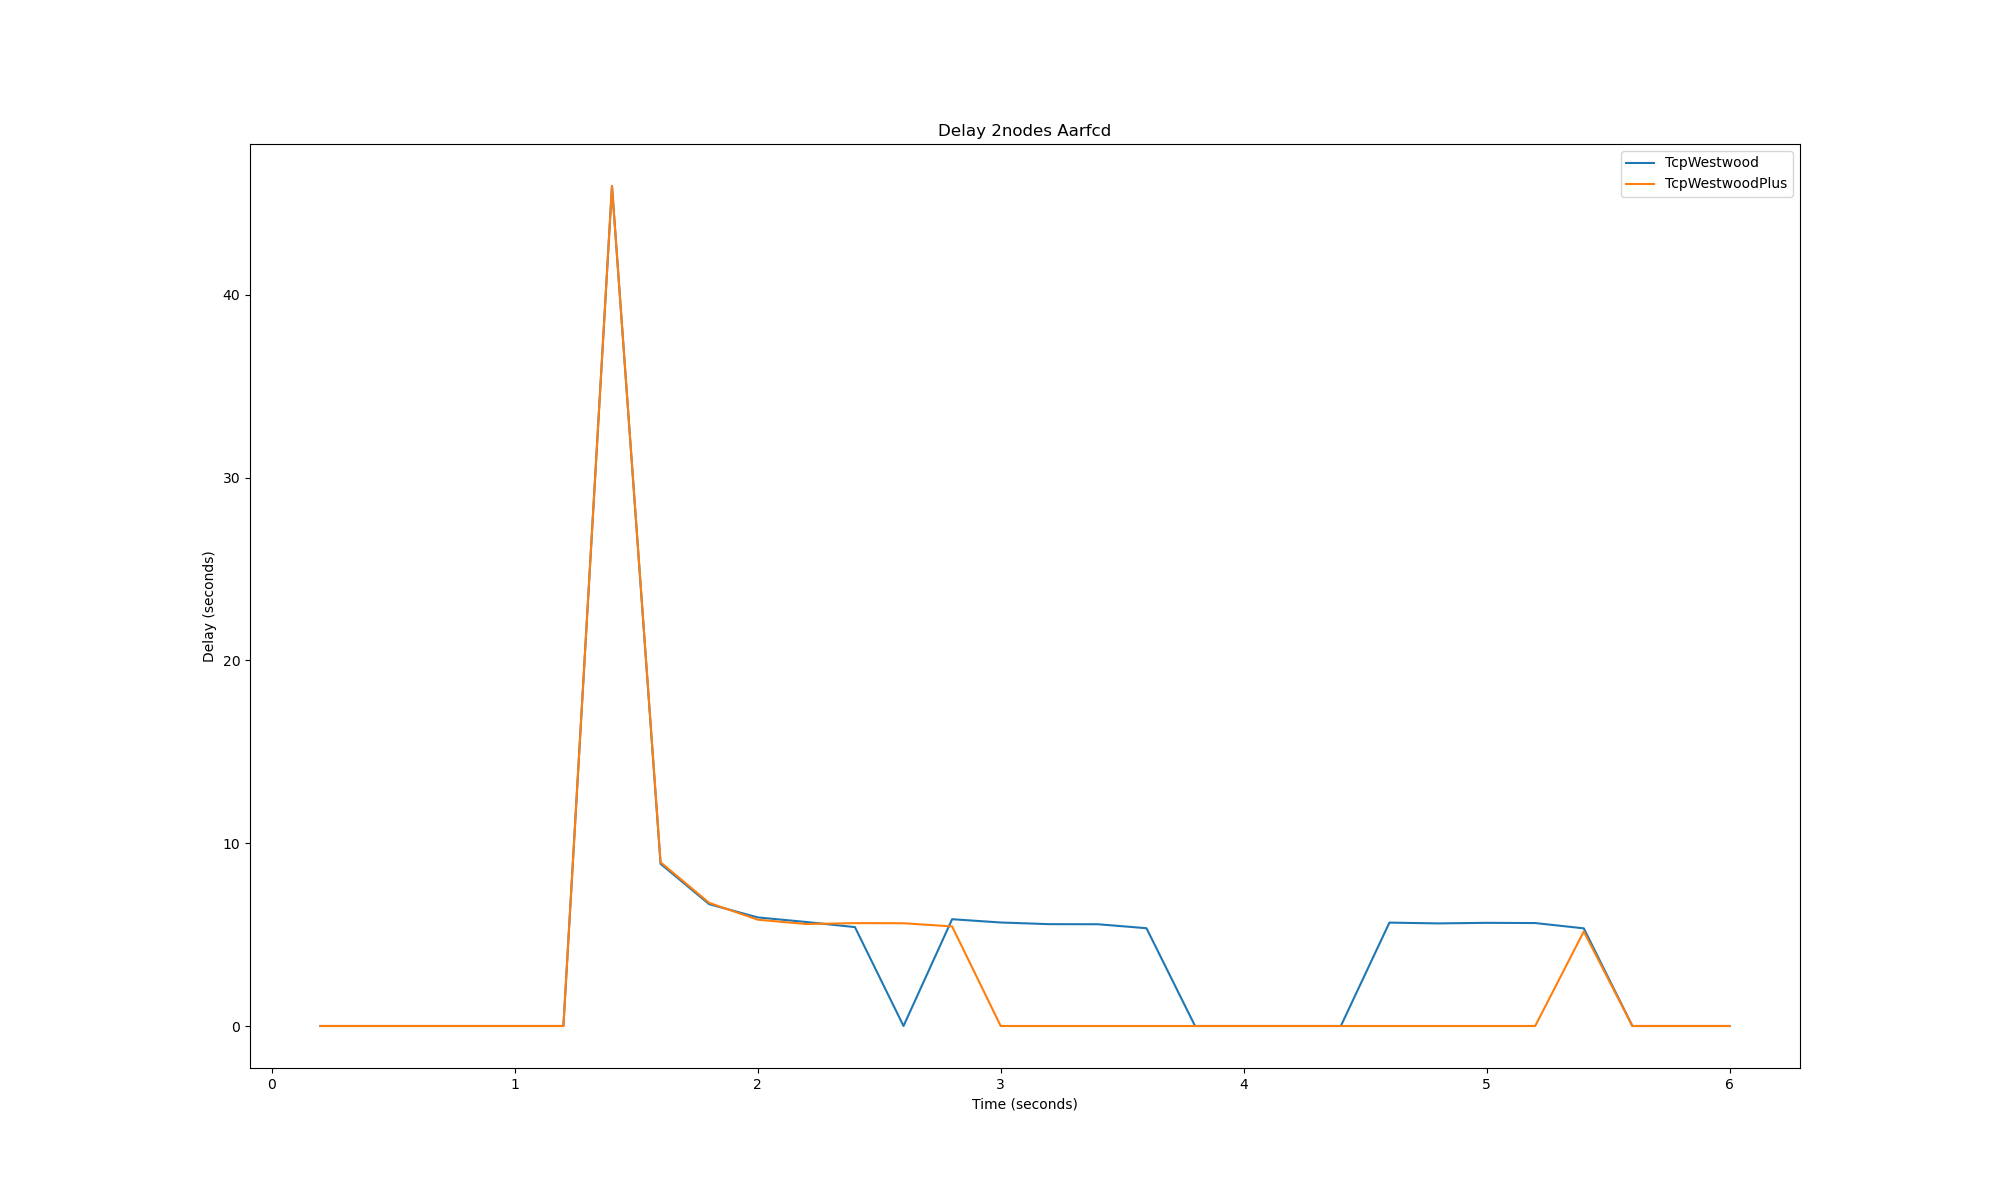 Delay 2nodes Aarfcd
TcpWestwood
TcpWestwoodPlus
Delay (seconds)
40
30
20
10
0
0 1 2 3 4 5 6
Time (seconds)